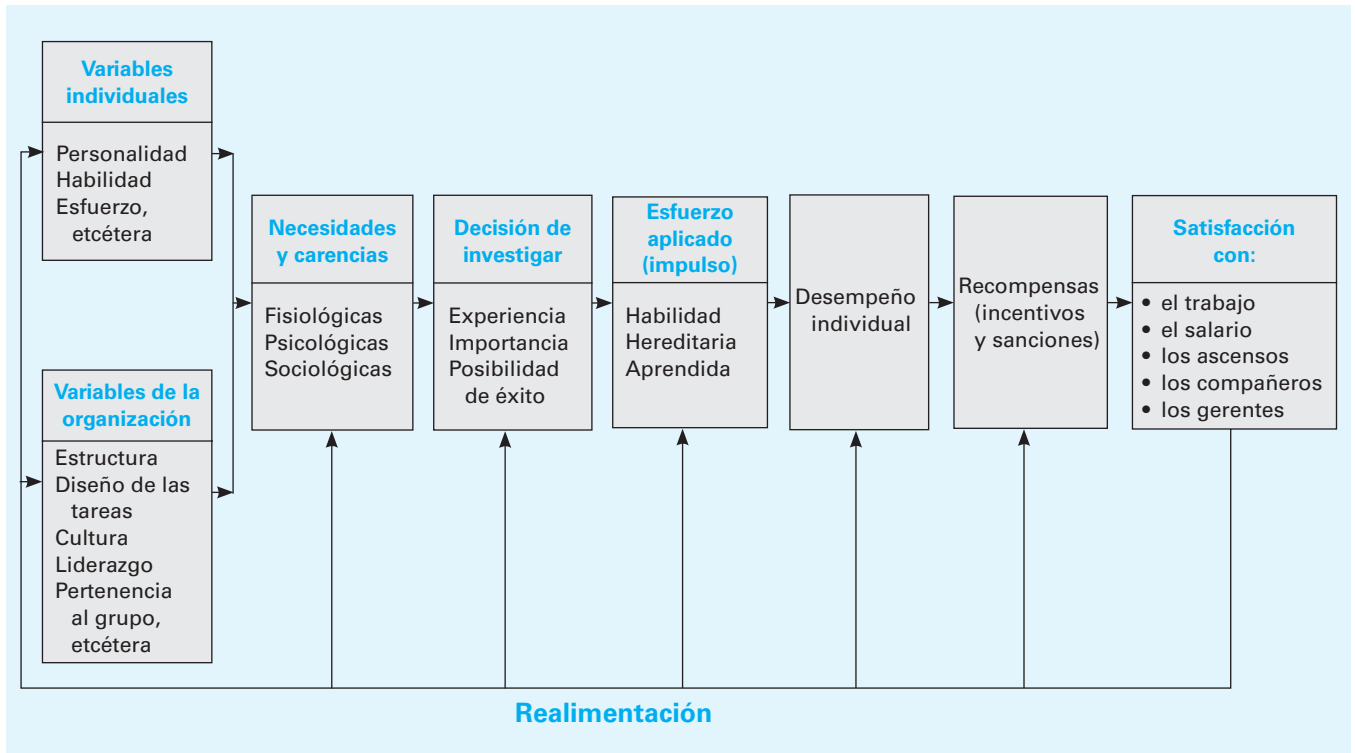 Variables
individuales
Personalidad
Habilidad
Esfuerzo,
etcétera
Variables de la
organización
Estructura
Diseño de las
tareas
Cultura
Liderazgo
Pertenencia
al grupo,
etcétera
Necesidades
y carencias
Fisiológicas
Psicológicas
Sociológicas
Decisión de
investigar
Experiencia
Importancia
Posibilidad
de éxito
Esfuerzo
aplicado
(impulso)
Habilidad
Hereditaria
Aprendida
Desempeño
individual
Recompensas
(incentivos
y sanciones)
Satisfacción
con:
• el trabajo
• el salario
• los ascensos
• los compañeros
• los gerentes
Realimentación